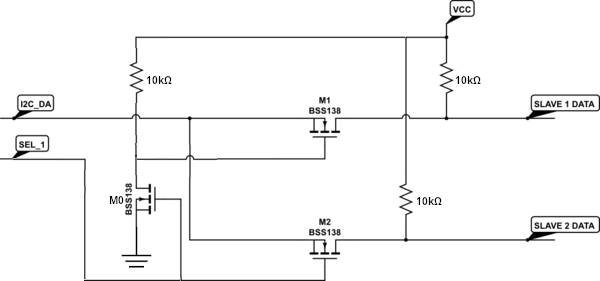 VCC
10kΩ
10kΩ
I2C_DA
M1
BSS138
SLAVE 1 DATA
SEL_1
M0
BSS138
10kΩ
M2
BSS138
SLAVE 2 DATA